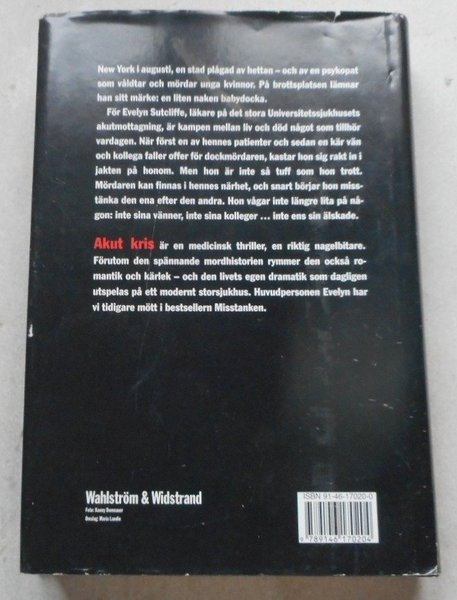 New York i augusti, en stad plågad av hettan – och av en psykopat
som våldtar och mördar unga kvinnor. På brottsplatsen lämnar
han sitt märke: en liten naken babydocka.
För Evelyn Sutcliffe, läkare på det stora Universitetssjukhusets
akutmottagning, är kampen mellan liv och död något som tillhör
vardagen. När först en av hennes patienter och sedan en kär vän
och kollega faller offer för dockmördaren, kastar hon sig rakt in i
jakten på honom. Men hon är inte så tuff som hon trott.
Mördaren kan finnas i hennes närhet, och snart börjar hon miss-
tänka den ena efter den andra. Hon vågar inte längre lita på nå-
gon: inte sina vänner, inte sina kolleger ... inte ens sin älskade.
Akut kris är en medicinsk thriller, en riktig nagelbitare.
Förutom den spännande mordhistorien rymmer den också ro-
mantik och kärlek – och den livets egen dramatik som dagligen
utspelas på ett modernt storsjukhus. Huvudpersonen Evelyn har
vi tidigare mött i bestsellern Misstanken.
Wahlström & Widstrand
Omslag: Maria Lundin
ISBN 91-46-17020-0
9 789146 170204